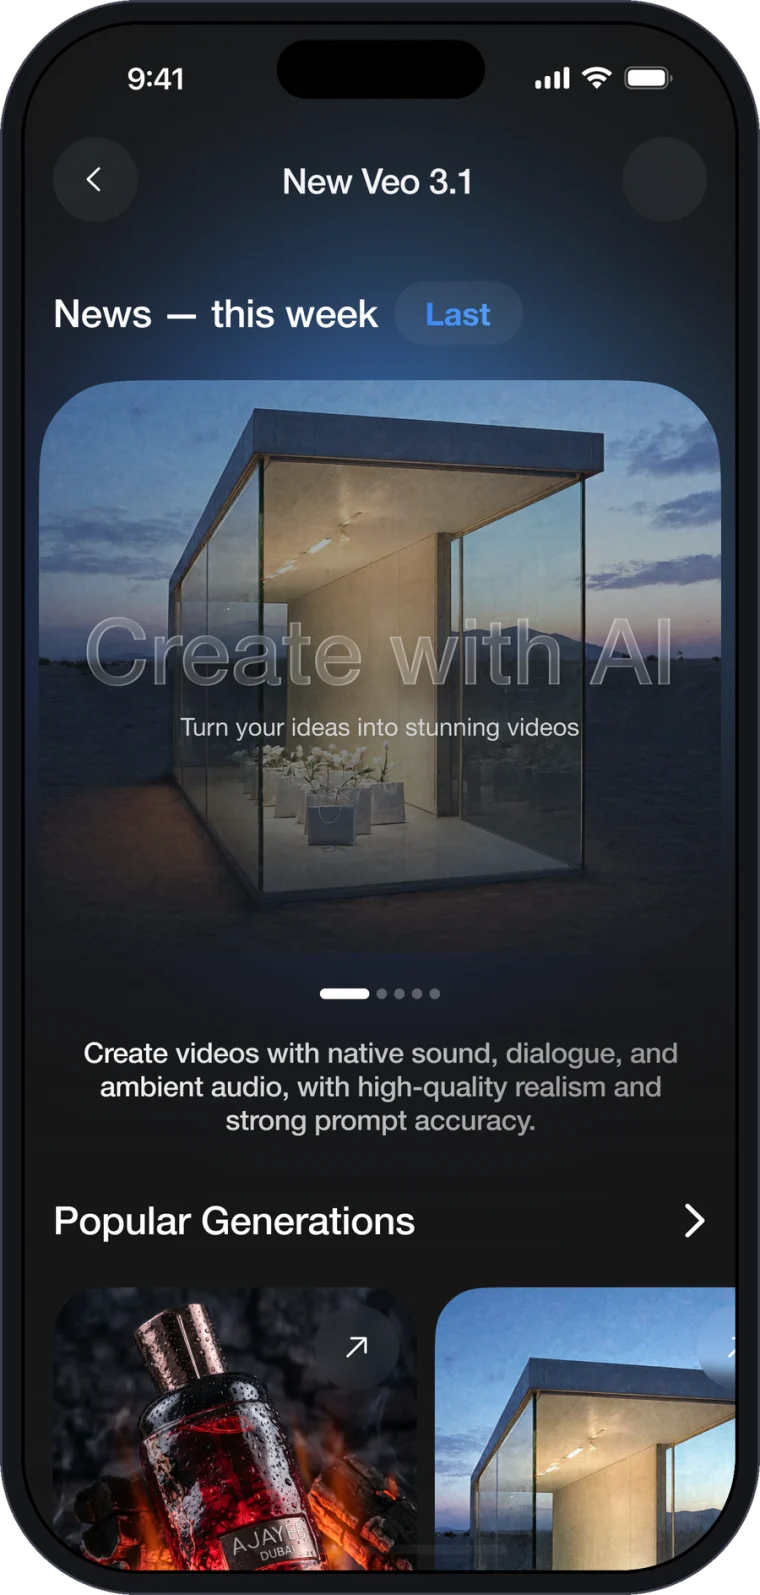 9:41
New Veo 3.1
News — this week
Last
Create with AI
Turn your ideas into stunning videos
Create videos with native sound, dialogue, and
ambient audio, with high-quality realism and
strong prompt accuracy.
Popular Generations
DUBAI